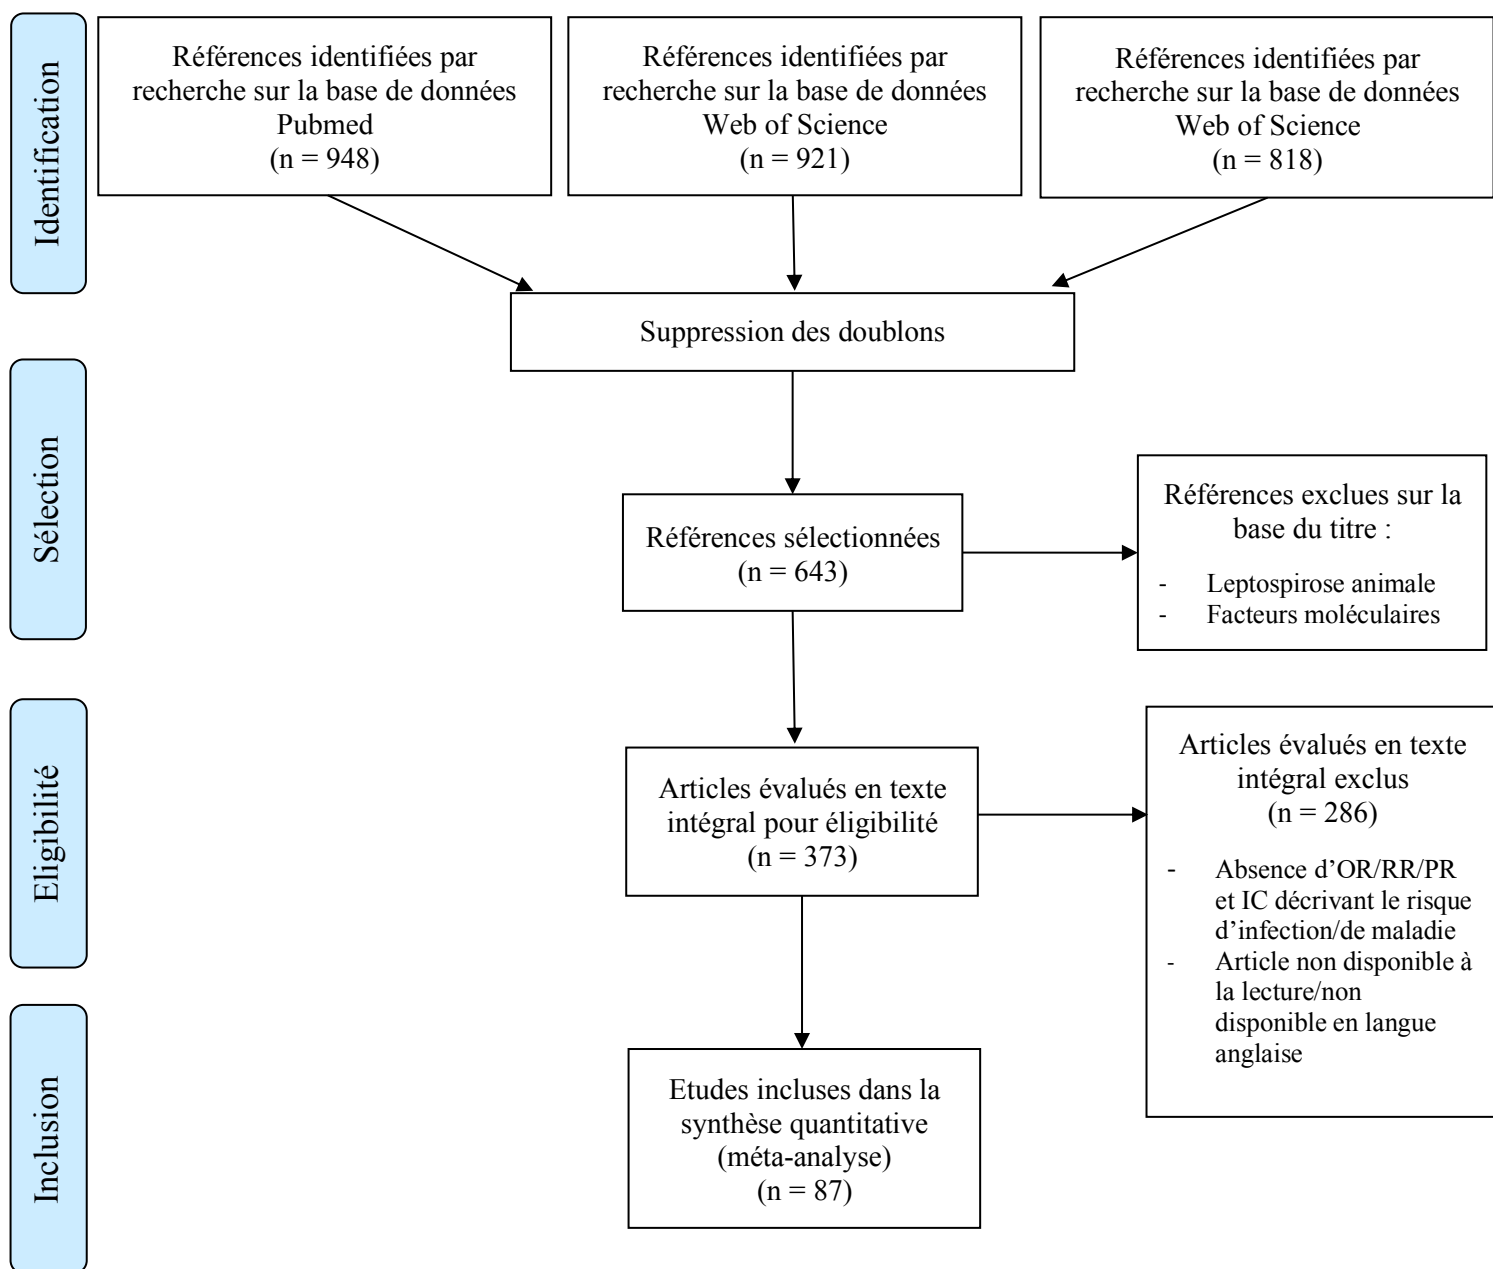 Identification
Références identifiées par
recherche sur la base de données
Pubmed
(n = 948)
Références identifiées par
recherche sur la base de données
Web of Science
(n = 921)
Références identifiées par
recherche sur la base de données
Web of Science
(n = 818)
Suppression des doublons
Sélection
Références sélectionnées
(n = 643)
Références exclues sur la
base du titre :
- Leptospirose animale
- Facteurs moléculaires
Eligibilité
Articles évalués en texte
intégral pour éligibilité
(n = 373)
Articles évalués en texte
intégral exclus
(n = 286)
- Absence d’OR/RR/PR
et IC décrivant le risque
d’infection/de maladie
- Article non disponible à
la lecture/non
disponible en langue
anglaise
Inclusion
Etudes incluses dans la
synthèse quantitative
(méta-analyse)
(n = 87)